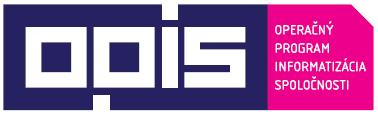 opis
OPERAČNÝ
PROGRAM
INFORMATIZÁCIA
SPOLOČNOSTI